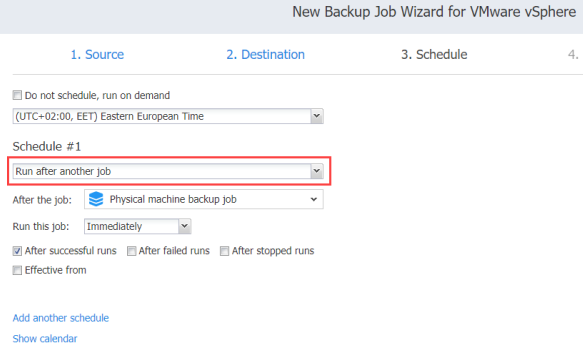 New Backup Job Wizard for VMware vSphere
1. Source 2. Destination 3. Schedule 4.
Do not schedule, run on demand
(UTC+02:00, EET) Eastern European Time
Schedule #1
Run after another job
After the job: Physical machine backup job
Run this job: Immediately
After successful runs After failed runs After stopped runs
Effective from
Add another schedule
Show calendar